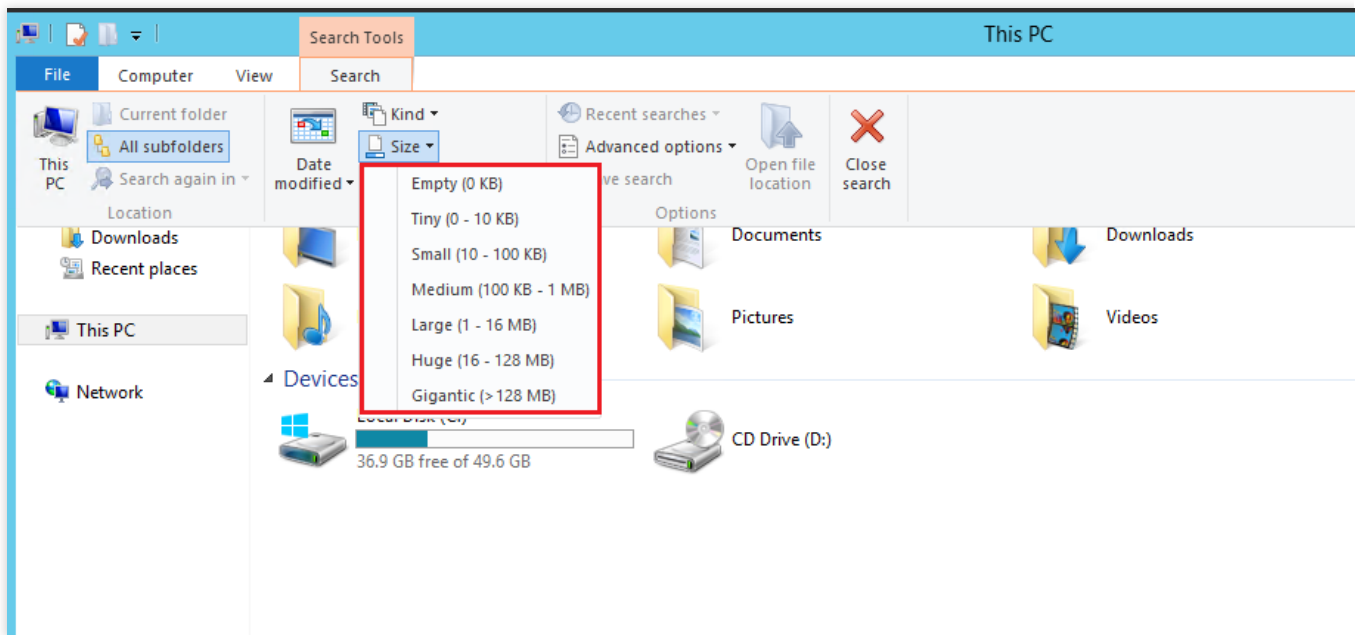 This PC
Search Tools
File
Computer
View
Search
This PC
Current folder
All subfolders
Search again in
Location
Date modified
Kind
Size
Empty (0 KB)
Tiny (0 - 10 KB)
Small (10 - 100 KB)
Medium (100 KB - 1 MB)
Large (1 - 16 MB)
Huge (16 - 128 MB)
Gigantic (>128 MB)
Recent searches
Advanced options
search
Options
Open file location
Close search
Downloads
Recent places
This PC
Network
Documents
Downloads
Pictures
Videos
Devices
CD Drive (D:)
36.9 GB free of 49.6 GB